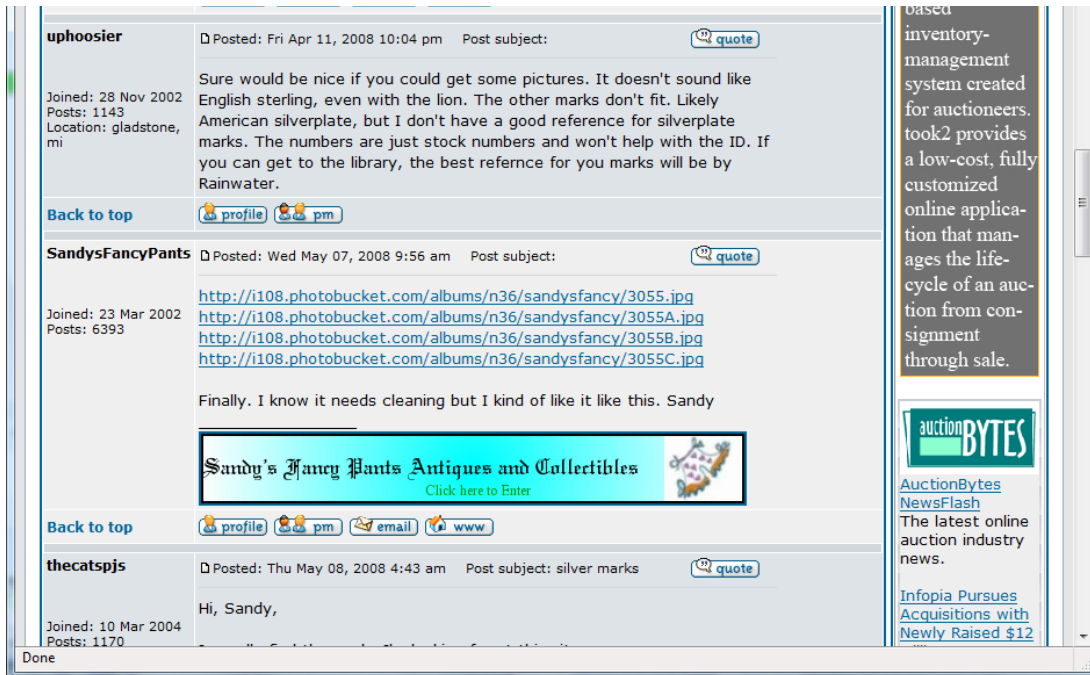 uphoosier
Posted: Fri Apr 11, 2008 10:04 pm Post subject:
quote
Joined: 28 Nov 2002
Posts: 1143
Location: gladstone,
mi
Sure would be nice if you could get some pictures. It doesn't sound like
English sterling, even with the lion. The other marks don't fit. Likely
American silverplate, but I don't have a good reference for silverplate
marks. The numbers are just stock numbers and won't help with the ID. If
you can get to the library, the best refernce for you marks will be by
Rainwater.
Back to top
profile pm
SandysFancyPants
Posted: Wed May 07, 2008 9:56 am Post subject:
quote
Joined: 23 Mar 2002
Posts: 6393
http://i108.photobucket.com/albums/n36/sandysfancy/3055.jpg
http://i108.photobucket.com/albums/n36/sandysfancy/3055A.jpg
http://i108.photobucket.com/albums/n36/sandysfancy/3055B.jpg
http://i108.photobucket.com/albums/n36/sandysfancy/3055C.jpg
Finally. I know it needs cleaning but I kind of like it like this. Sandy
Sandy's Fancy Pants Antiques and Collectibles
Click here to Enter
Back to top
profile pm email www
thecatspjs
Posted: Thu May 08, 2008 4:43 am Post subject: silver marks
quote
Joined: 10 Mar 2004
Posts: 1170
Hi, Sandy,
based
inventory-
management
system created
for auctioneers.
took2 provides
a low-cost, fully
customized
online applica-
tion that man-
ages the life-
cycle of an auc-
tion from con-
signment
through sale.
auctionBYTES
AuctionBytes
NewsFlash
The latest online
auction industry
news.
Infopia Pursues
Acquisitions with
Newly Raised $12
Done